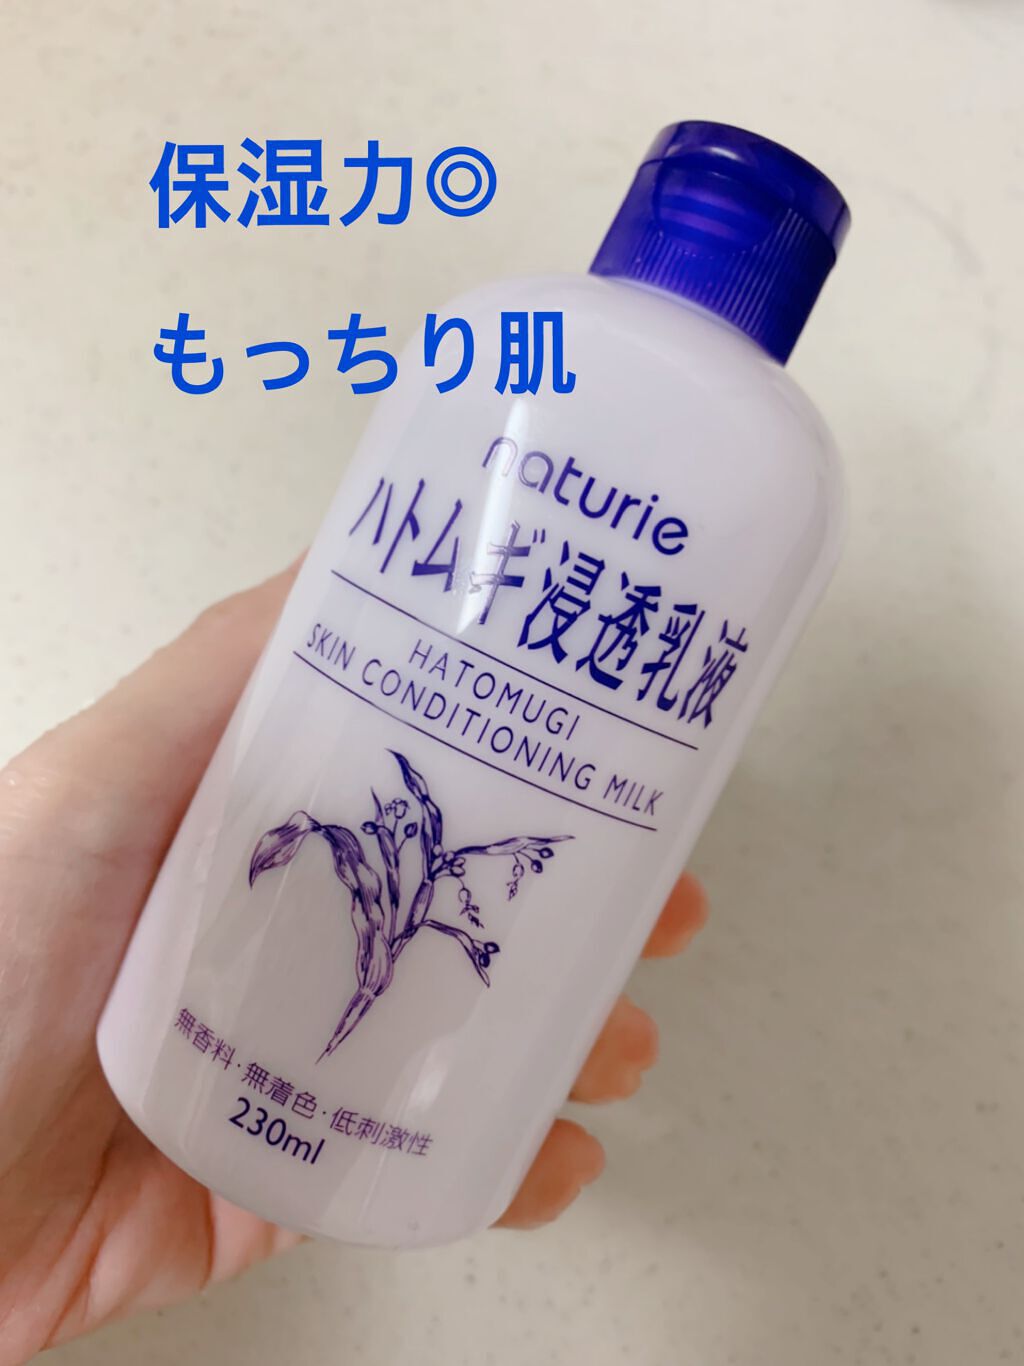 保湿力◎
もっちり肌
naturie
ハトムギ浸透乳液
HATOMUGI
SKIN CONDITIONING MILK
無香料・無着色・低刺激性
230ml